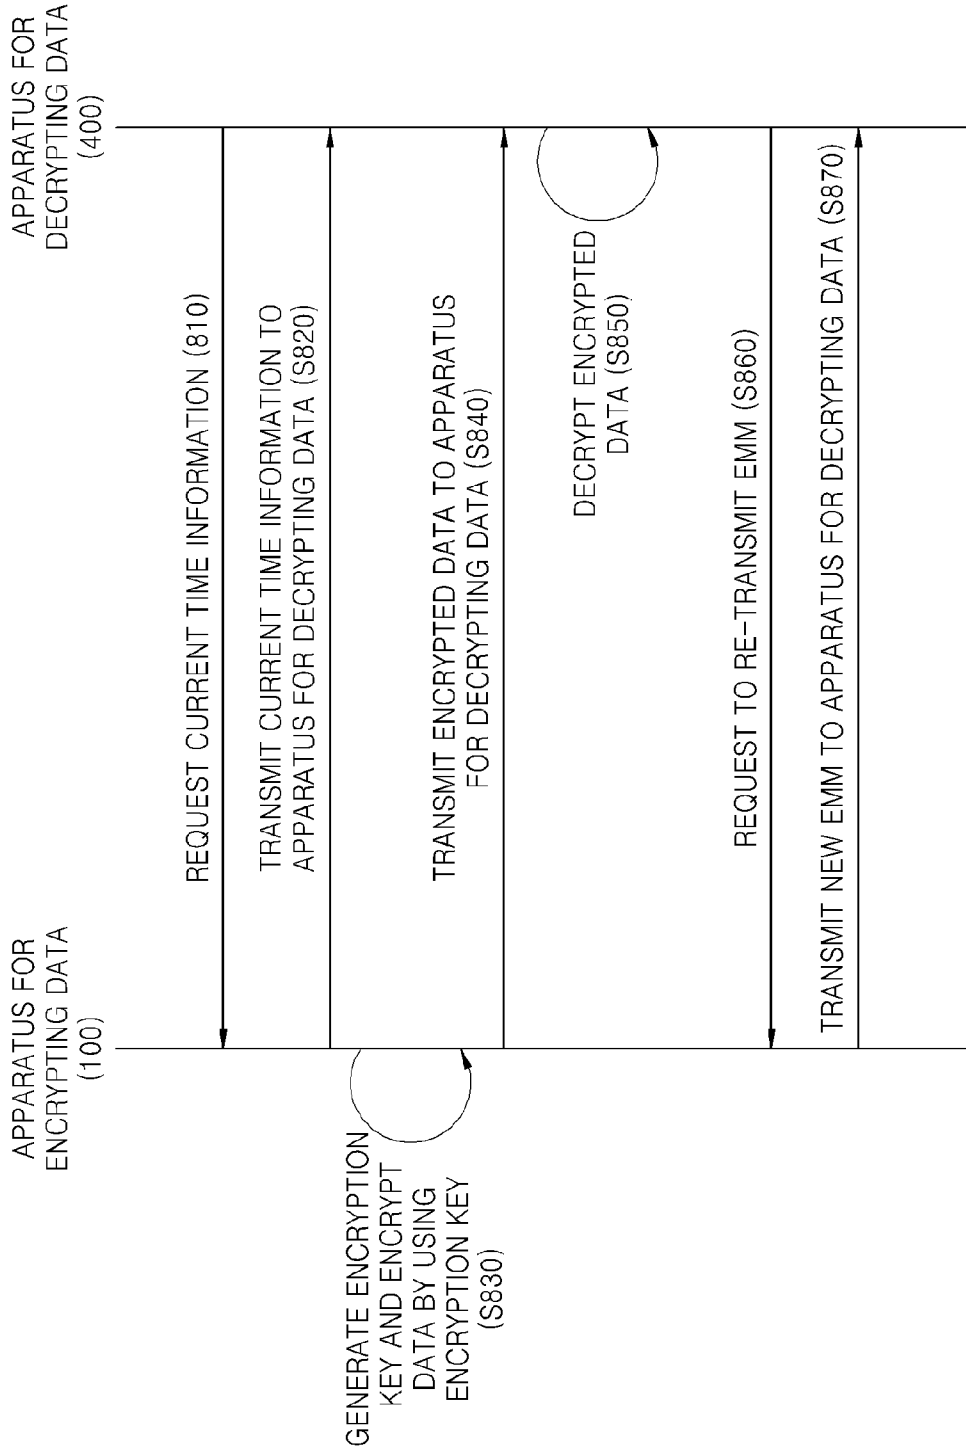 APPARATUS FOR
ENCRYPTING DATA
(100)
APPARATUS FOR
DECRYPTING DATA
(400)
REQUEST CURRENT TIME INFORMATION (810)
TRANSMIT CURRENT TIME INFORMATION TO
APPARATUS FOR DECRYPTING DATA (S820)
GENERATE ENCRYPTION
KEY AND ENCRYPT
DATA BY USING
ENCRYPTION KEY
(S830)
TRANSMIT ENCRYPTED DATA TO APPARATUS
FOR DECRYPTING DATA (S840)
DECRYPT ENCRYPTED
DATA (S850)
REQUEST TO RE-TRANSMIT EMM (S860)
TRANSMIT NEW EMM TO APPARATUS FOR DECRYPTING DATA (S870)